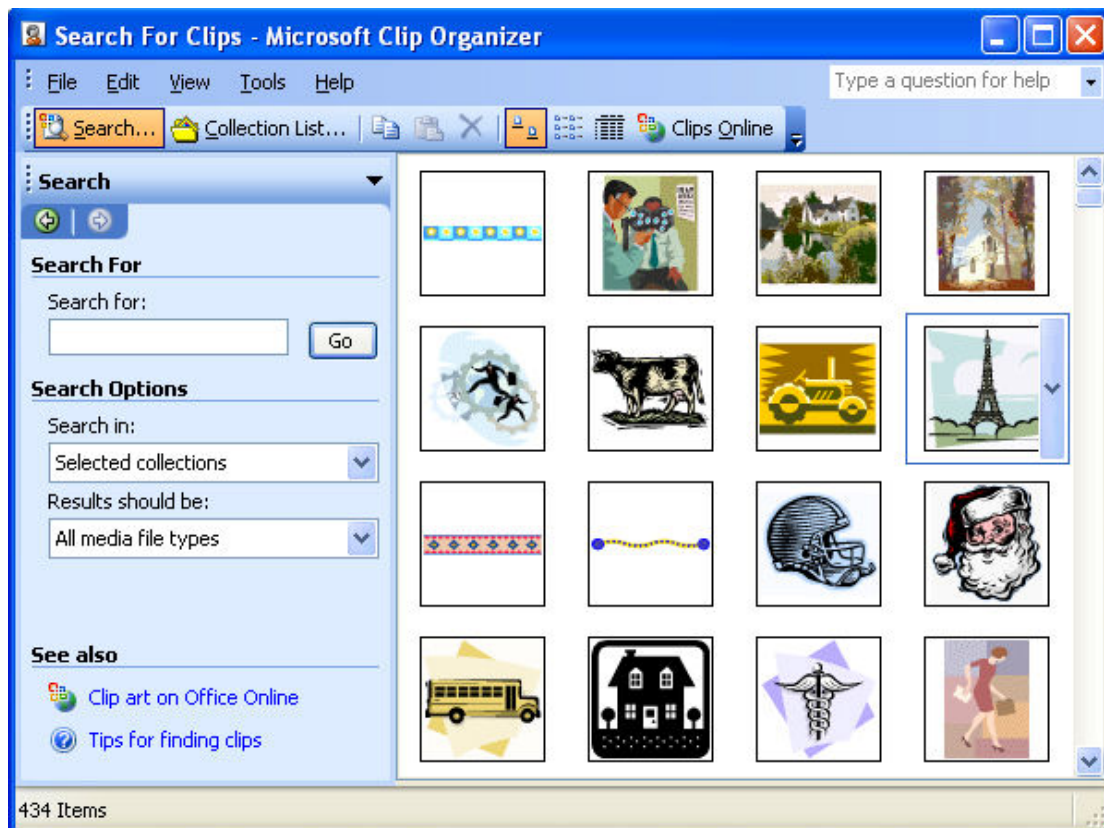 Search For Clips - Microsoft Clip Organizer
File Edit View Tools Help Type a question for help
Search... Collection List... Clips Online
Search
Search For
Search for:
Go
Search Options
Search in:
Selected collections
Results should be:
All media file types
See also
Clip art on Office Online
Tips for finding clips
434 Items